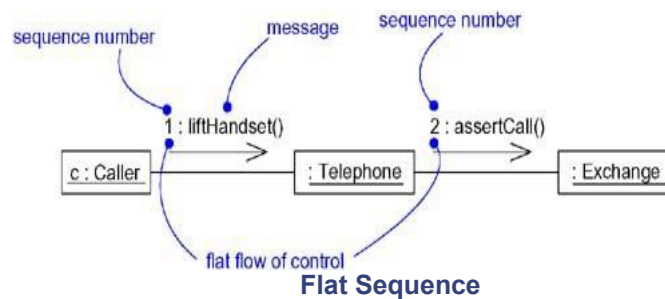 sequence number
message
sequence number
1 : liftHandset()
2 : assertCall()
c : Caller
: Telephone
: Exchange
flat flow of control
Flat Sequence